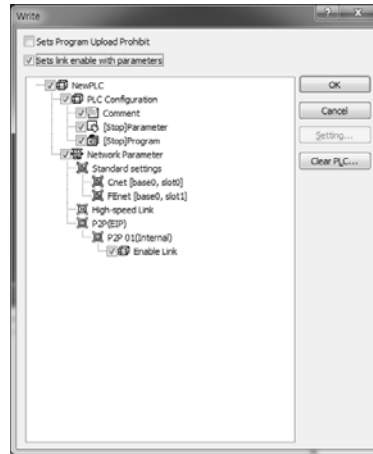 Write
Sets Program Upload Prohibit
Sets link enable with parameters
NewPLC
PLC Configuration
Comment
[Stop]Parameter
[Stop]Program
Network Parameter
Standard settings
Cnet [base0, slot0]
FEnet [base0, slot1]
High-speed Link
P2P(EIP)
P2P 01(Internal)
Enable Link
OK
Cancel
Setting...
Clear PLC...